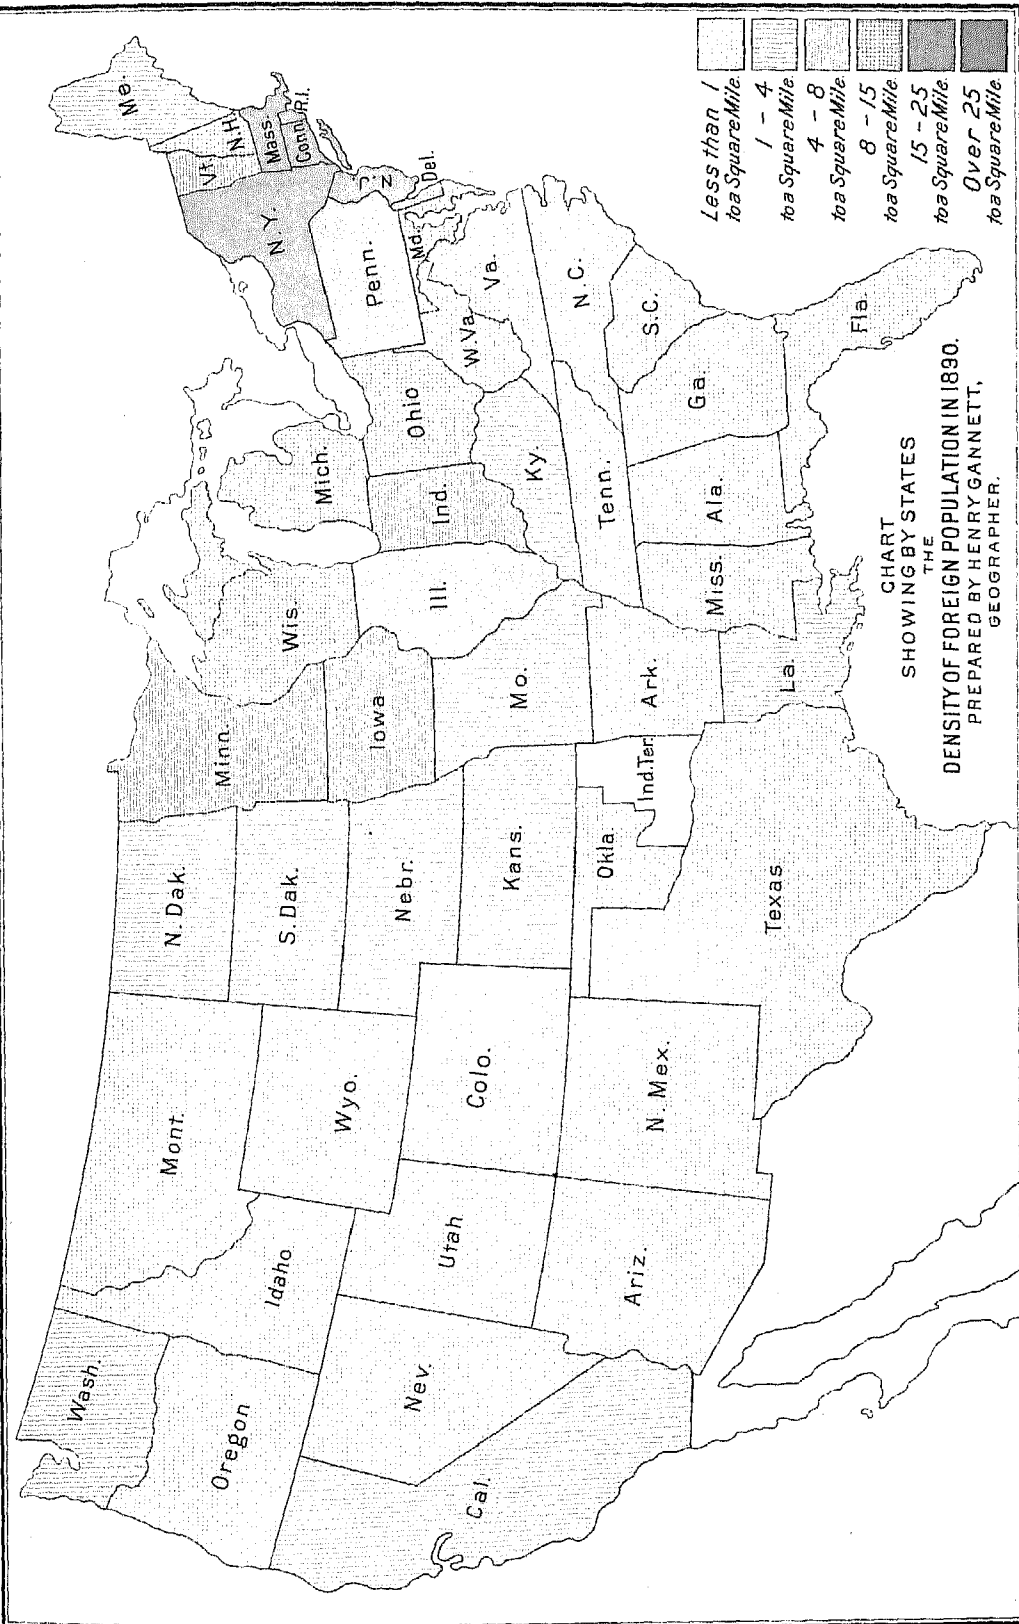 CHART
SHOWING BY STATES
THE
DENSITY OF FOREIGN POPULATION IN 1890.
PREPARED BY HENRY GANNETT,
GEOGRAPHER.
Less than 1
to a Square Mile.
1 - 4
to a Square Mile.
4 - 8
to a Square Mile.
8 - 15
to a Square Mile.
15 - 25
to a Square Mile.
Over 25
to a Square Mile.
Wash.
Oregon
Cal.
Nev.
Idaho
Mont.
Wyo.
Utah
Colo.
Ariz.
N. Mex.
N. Dak.
S. Dak.
Nebr.
Kans.
Okla.
Ind. Ter.
Texas
Minn.
Iowa
Mo.
Ark.
La.
Wis.
Ill.
Mich.
Ind.
Ohio
Ky.
Tenn.
Miss.
Ala.
Ga.
Fla.
S.C.
N.C.
Va.
W. Va.
Md.
Del.
Penn.
N.J.
N.Y.
Conn.
R.I.
Mass.
Vt.
N.H.
Me.